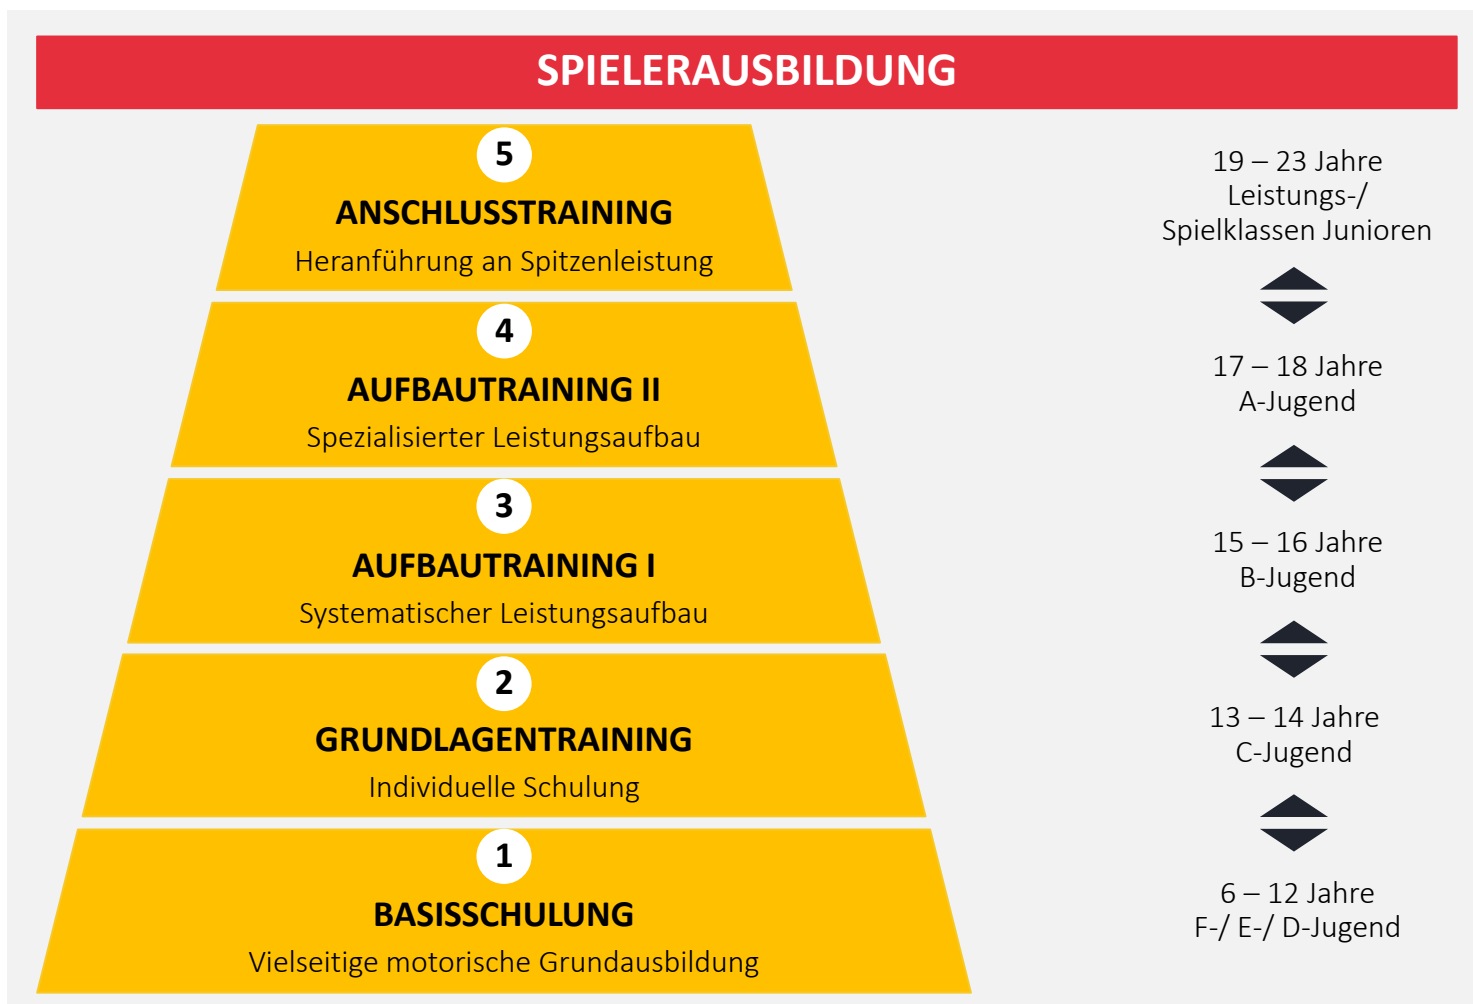 SPIELERAUSBILDUNG
5
ANSCHLUSSTRAINING
Heranführung an Spitzenleistung
19 – 23 Jahre
Leistungs-/
Spielklassen Junioren
4
AUFBAUTRAINING II
Spezialisierter Leistungsaufbau
17 – 18 Jahre
A-Jugend
3
AUFBAUTRAINING I
Systematischer Leistungsaufbau
15 – 16 Jahre
B-Jugend
2
GRUNDLAGENTRAINING
Individuelle Schulung
13 – 14 Jahre
C-Jugend
1
BASISSCHULUNG
Vielseitige motorische Grundausbildung
6 – 12 Jahre
F-/ E-/ D-Jugend